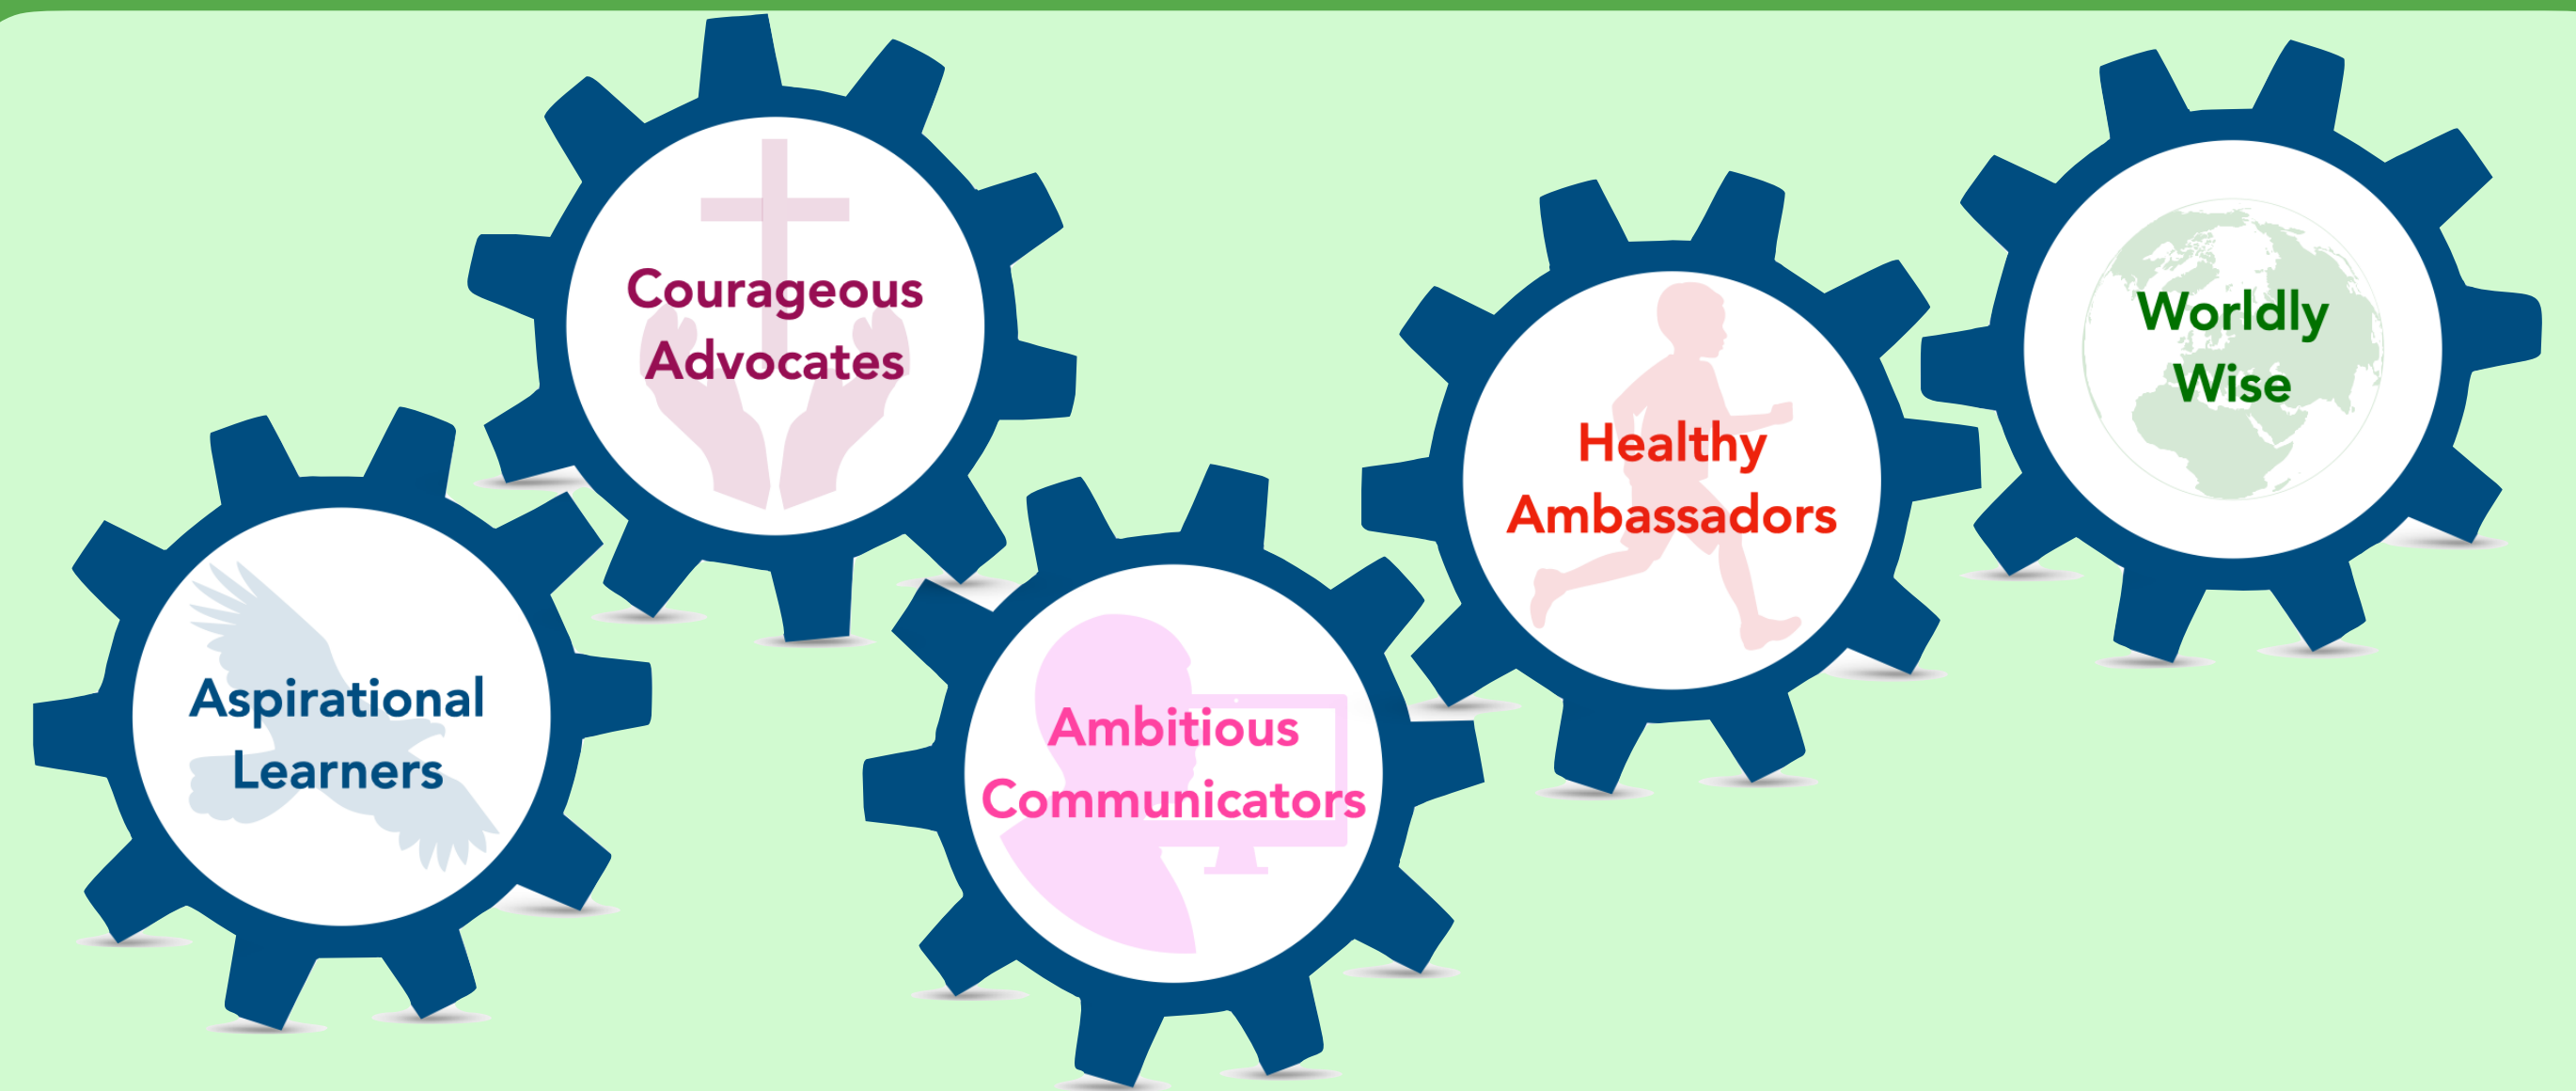 Aspirational
Learners
Courageous
Advocates
Ambitious
Communicators
Healthy
Ambassadors
Worldly
Wise